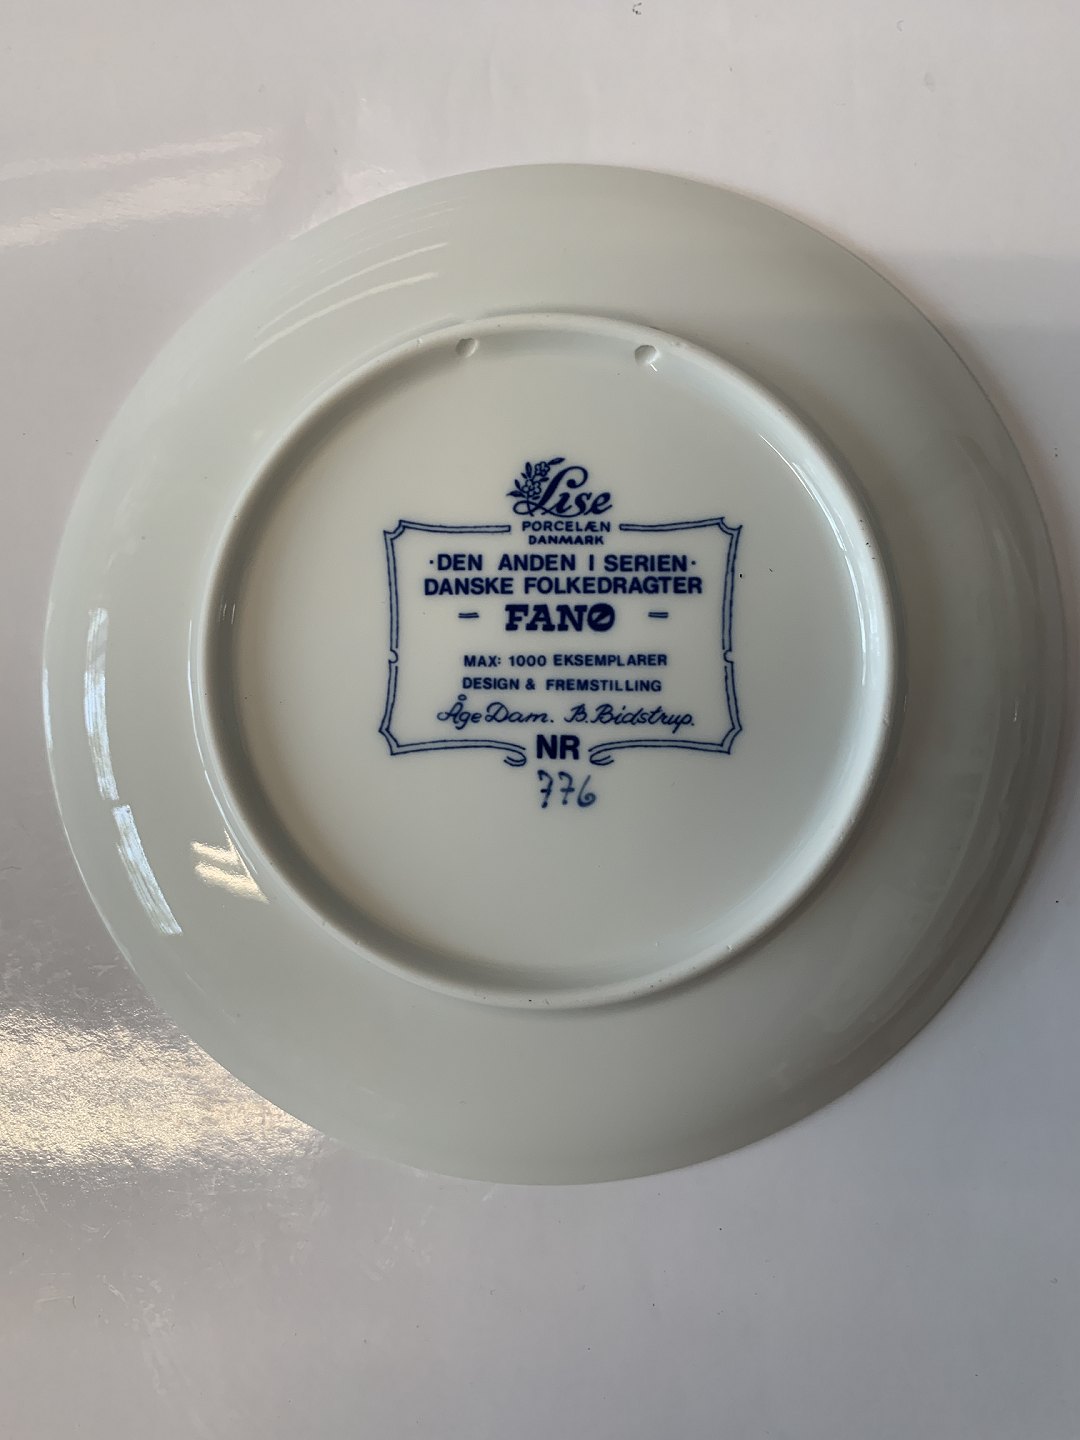 Lise
PORCELÆN
DANMARK
·DEN ANDEN I SERIEN·
DANSKE FOLKEDRAGTER
- FANØ -
MAX: 1000 EKSEMPLARER
DESIGN & FREMSTILLING
Åge Dam. B. Bidstrup.
NR
776